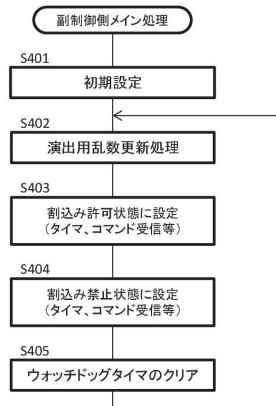 副制御側メイン処理
S401
初期設定
S402
演出用乱数更新処理
S403
割込み許可状態に設定
(タイマ、コマンド受信等)
S404
割込み禁止状態に設定
(タイマ、コマンド受信等)
S405
ウォッチドッグタイマのクリア